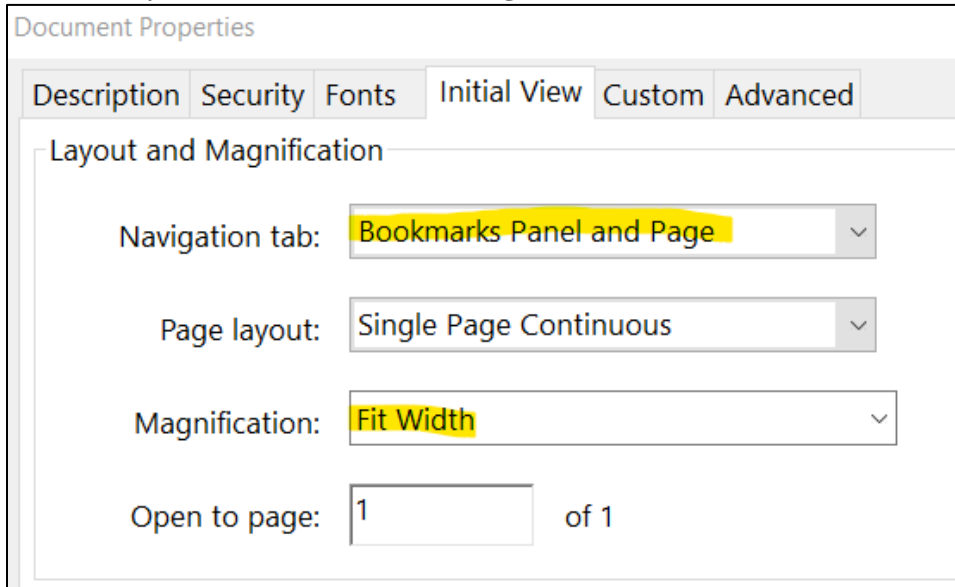 Document Properties
Description Security Fonts Initial View Custom Advanced
Layout and Magnification
Navigation tab: Bookmarks Panel and Page
Page layout: Single Page Continuous
Magnification: Fit Width
Open to page: 1 of 1